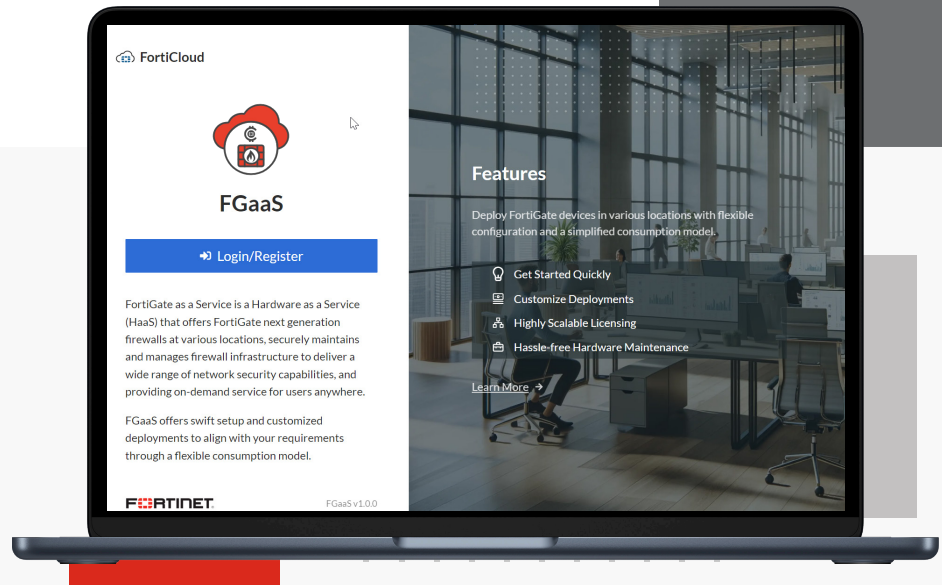 FortiCloud
FGaaS
Login/Register
FortiGate as a Service is a Hardware as a Service
(HaaS) that offers FortiGate next generation
firewalls at various locations, securely maintains
and manages firewall infrastructure to deliver a
wide range of network security capabilities, and
providing on-demand service for users anywhere.
FGaaS offers swift setup and customized
deployments to align with your requirements
through a flexible consumption model.
FORTINET
FGaaS v1.0.0
Features
Deploy FortiGate devices in various locations with flexible
configuration and a simplified consumption model.
Get Started Quickly
Customize Deployments
Highly Scalable Licensing
Hassle-free Hardware Maintenance
Learn More